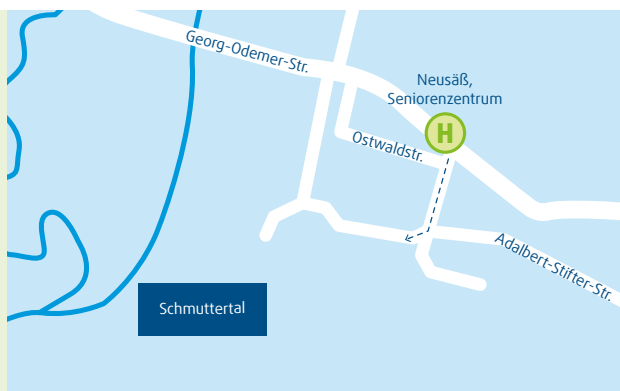 Georg-Odemer-Str.
Neusäß,
Seniorenzentrum
H
Ostwaldstr.
Adalbert-Stifter-Str.
Schmuttertal